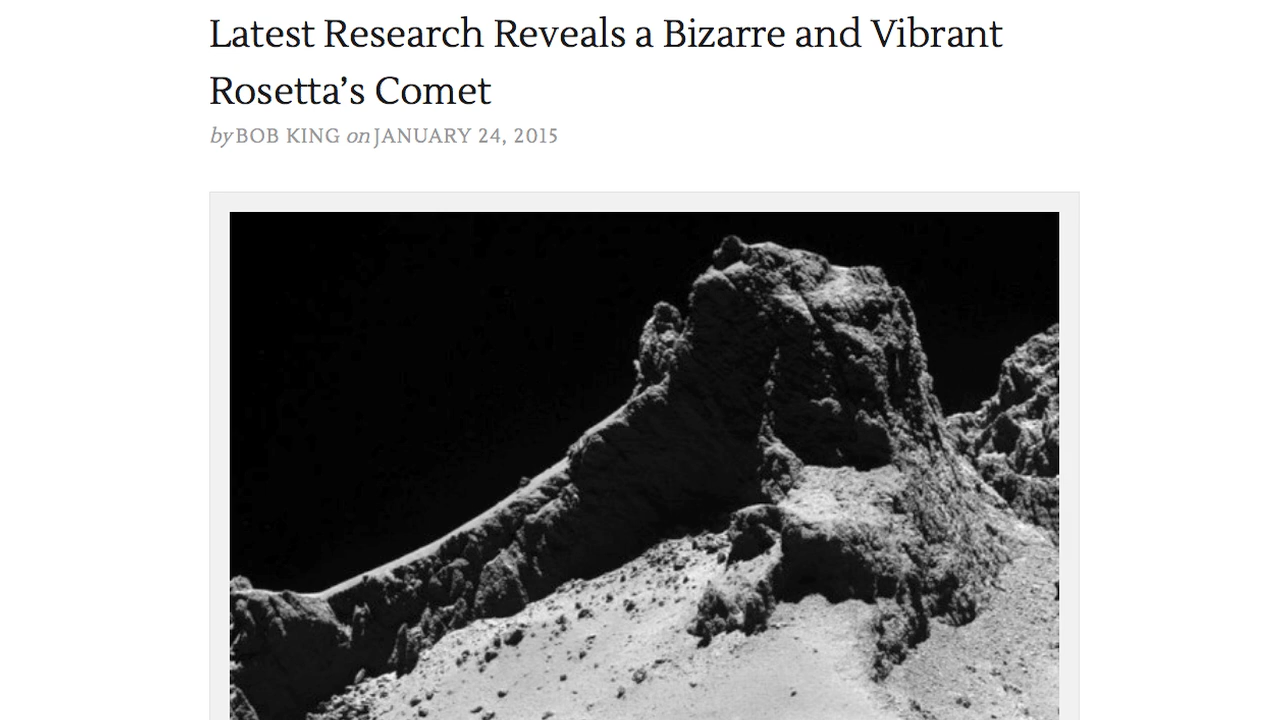 Latest Research Reveals a Bizarre and Vibrant
Rosetta’s Comet
by BOB KING on JANUARY 24, 2015